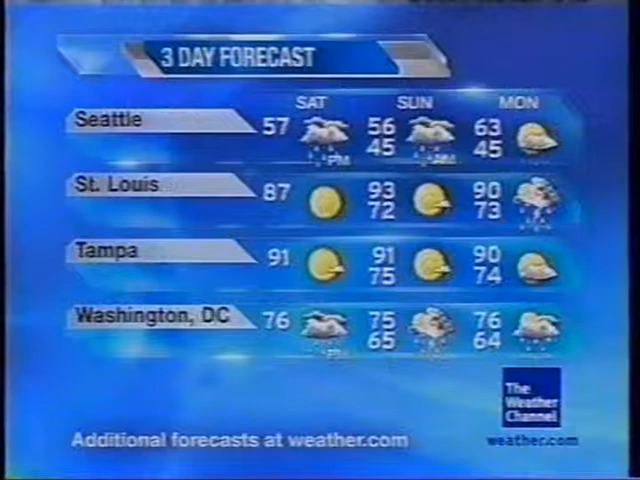 3 DAY FORECAST
SAT SUN MON
Seattle 57 PM 56 45 AM 63 45
St. Louis 87 93 72 90 73
Tampa 91 91 75 90 74
Washington, DC 76 PM 75 65 76 64
The
Weather
Channel
Additional forecasts at weather.com
weather.com